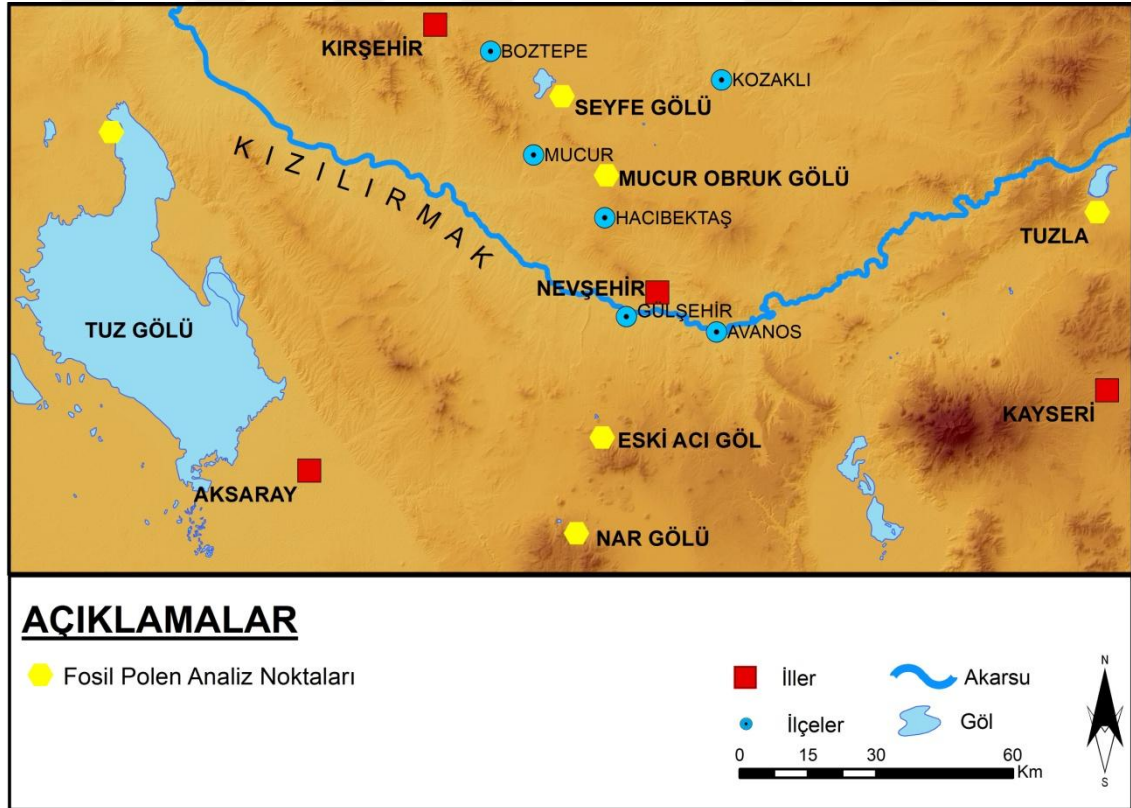 KIRŞEHİR
BOZTEPE
KOZAKLI
SEYFE GÖLÜ
MUCUR
MUCUR OBRUK GÖLÜ
KIZILIRMAK
HACIBEKTAŞ
TUZLA
NEVŞEHİR
GÜLŞEHİR
AVANOS
TUZ GÖLÜ
KAYSERİ
ESKİ ACI GÖL
AKSARAY
NAR GÖLÜ
AÇIKLAMALAR
Fosil Polen Analiz Noktaları
İller
Akarsu
İlçeler
Göl
N
S
0 15 30 60
Km